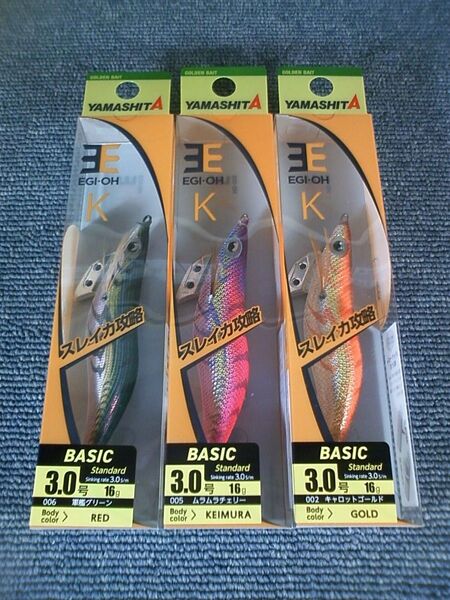 GOLDEN BAIT
YAMASHITA
EGI-OH
K
スレイカ攻略
BASIC
Standard
3.0号
Sinking rate 3.0s/m
16g
006 軍艦グリーン
Body color > RED
GOLDEN BAIT
YAMASHITA
EGI-OH
K
スレイカ攻略
BASIC
Standard
3.0号
Sinking rate 3.0s/m
16g
005 ムラムラチェリー
Body color > KEIMURA
GOLDEN BAIT
YAMASHITA
EGI-OH
K
スレイカ攻略
BASIC
Standard
3.0号
Sinking rate 3.0s/m
16g
002 キャロットゴールド
Body color > GOLD